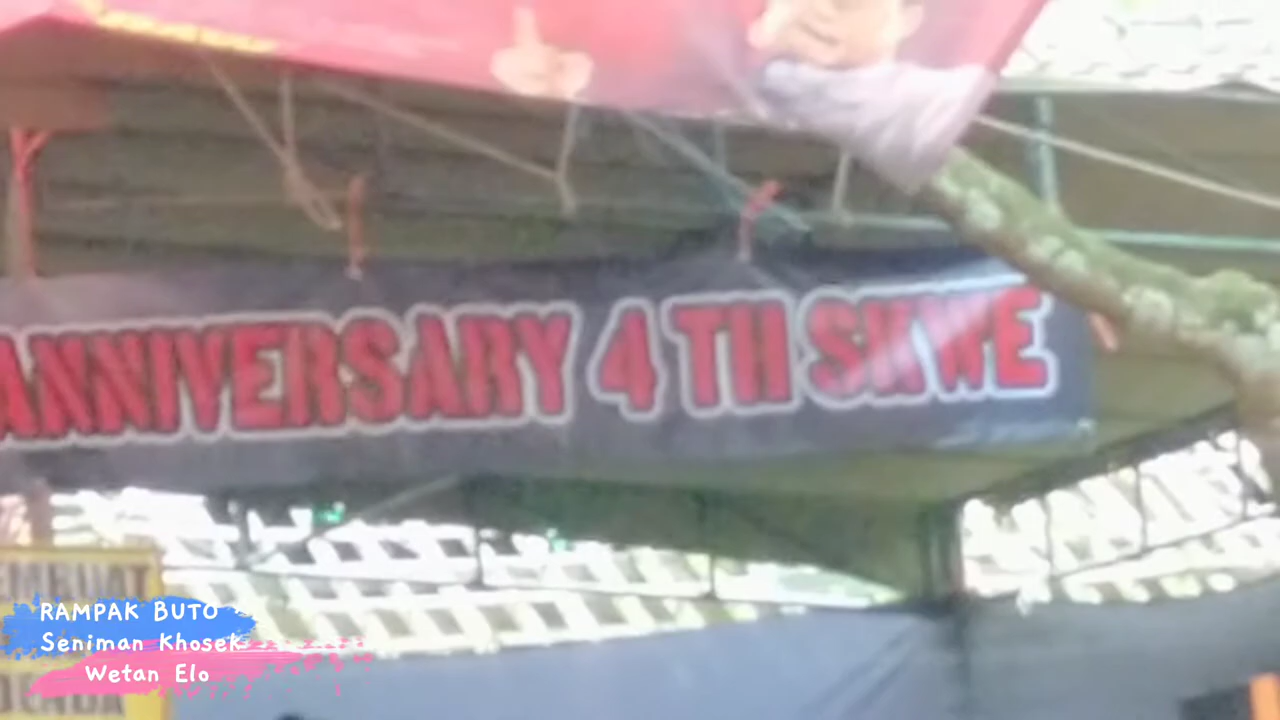 ANNIVERSARY 4 TH SKWE
RAMPAK BUTO
Seniman Khosek
Wetan Elo